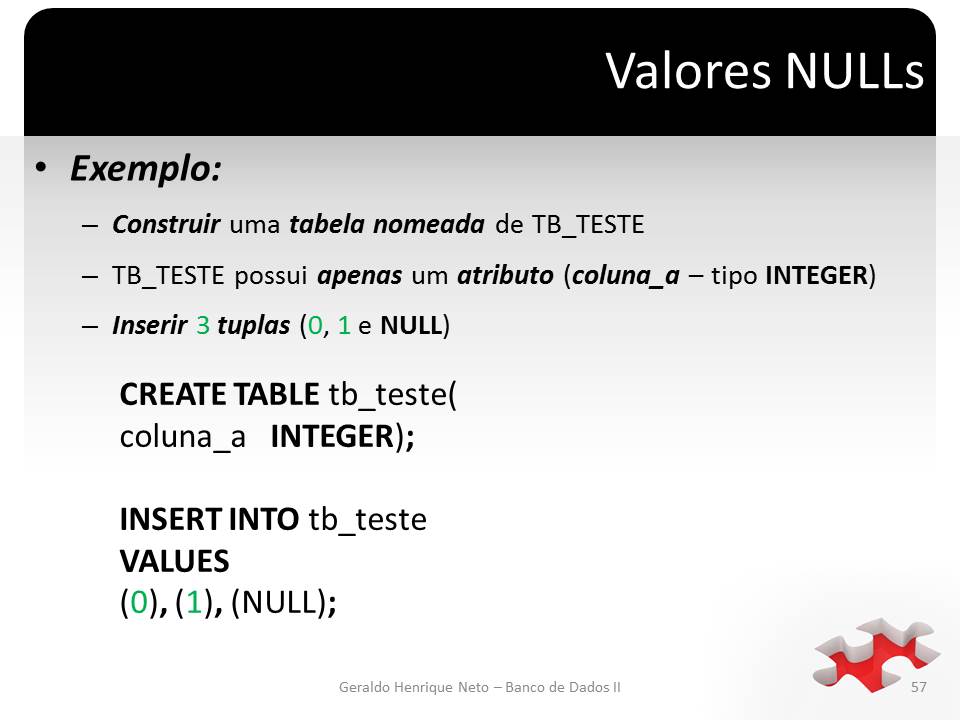 Valores NULLs
• Exemplo:
– Construir uma tabela nomeada de TB_TESTE
– TB_TESTE possui apenas um atributo (coluna_a – tipo INTEGER)
– Inserir 3 tuplas (0, 1 e NULL)
CREATE TABLE tb_teste(
coluna_a INTEGER);
INSERT INTO tb_teste
VALUES
(0), (1), (NULL);
Geraldo Henrique Neto – Banco de Dados II
57